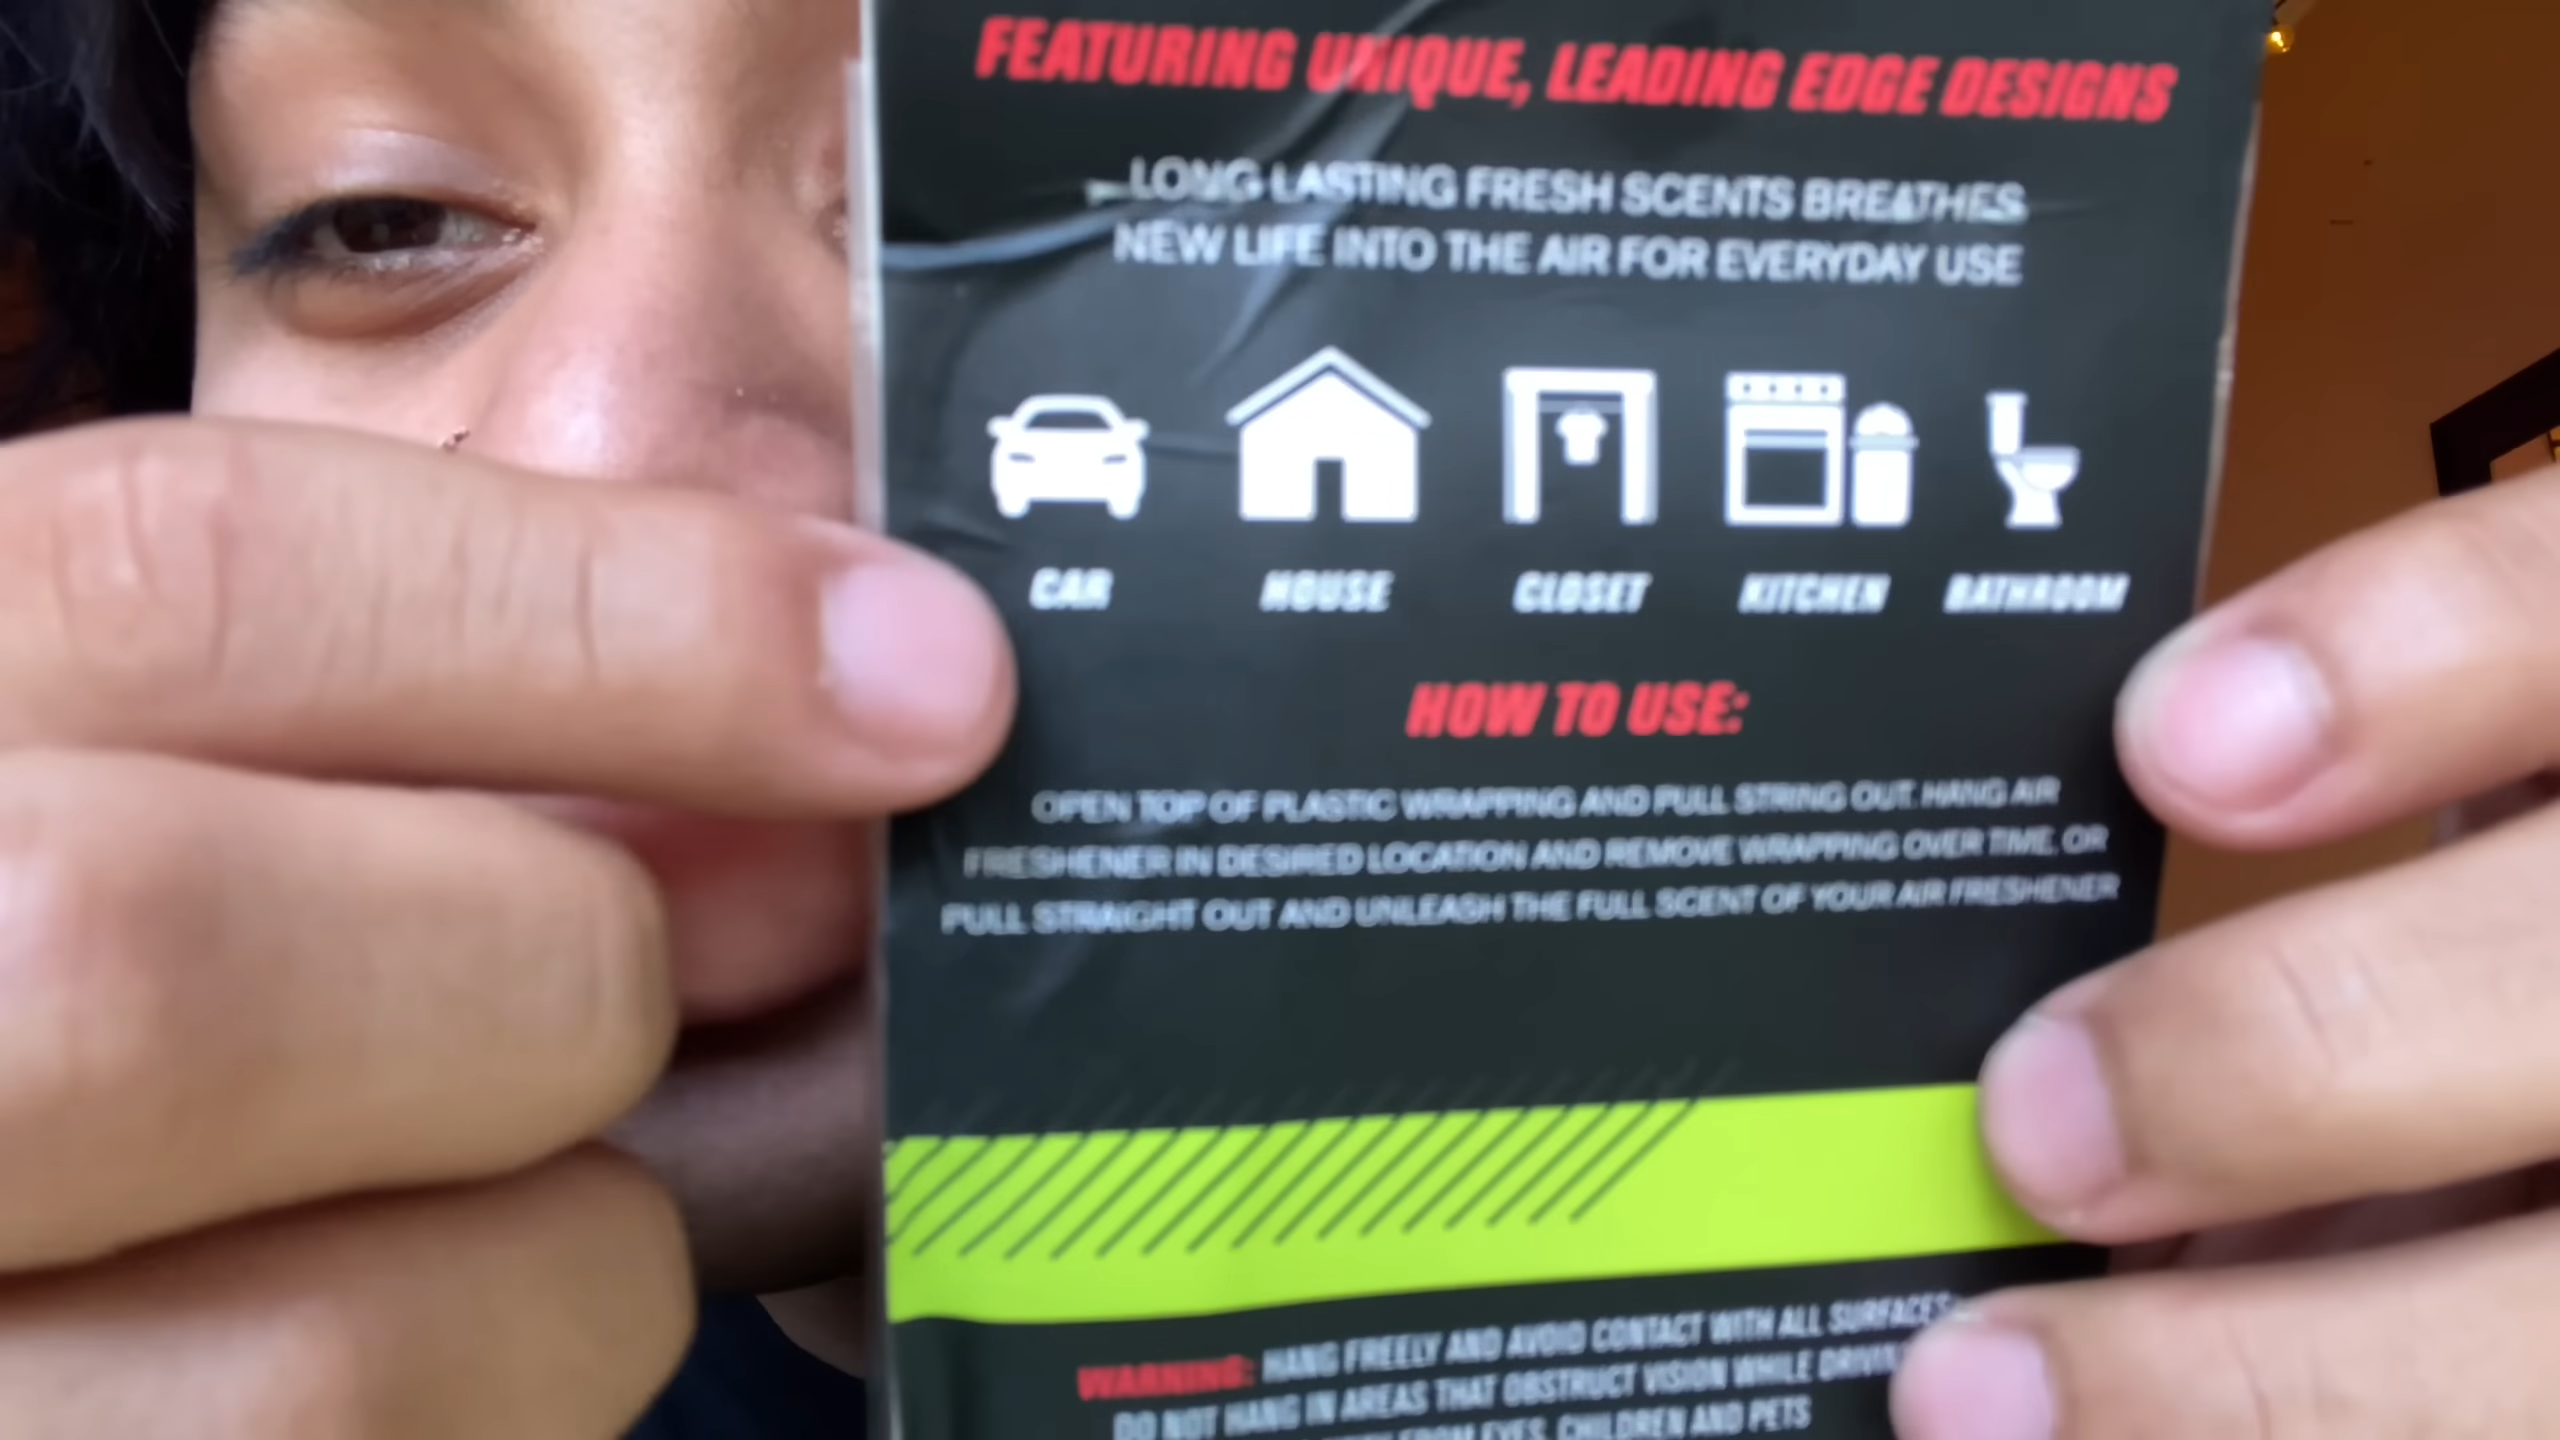 FEATURING UNIQUE, LEADING EDGE DESIGNS
LONG LASTING FRESH SCENTS BREATHES
NEW LIFE INTO THE AIR FOR EVERYDAY USE
CAR HOUSE CLOSET KITCHEN BATHROOM
HOW TO USE:
OPEN TOP OF PLASTIC WRAPPING AND PULL STRING OUT. HANG AIR
FRESHENER IN DESIRED LOCATION AND REMOVE WRAPPING OVER TIME, OR
PULL STRAIGHT OUT AND UNLEASH THE FULL SCENT OF YOUR AIR FRESHENER
WARNING: HANG FREELY AND AVOID CONTACT WITH ALL SURFACES
DO NOT HANG IN AREAS THAT OBSTRUCT VISION WHILE
FROM EYES, CHILDREN AND PETS